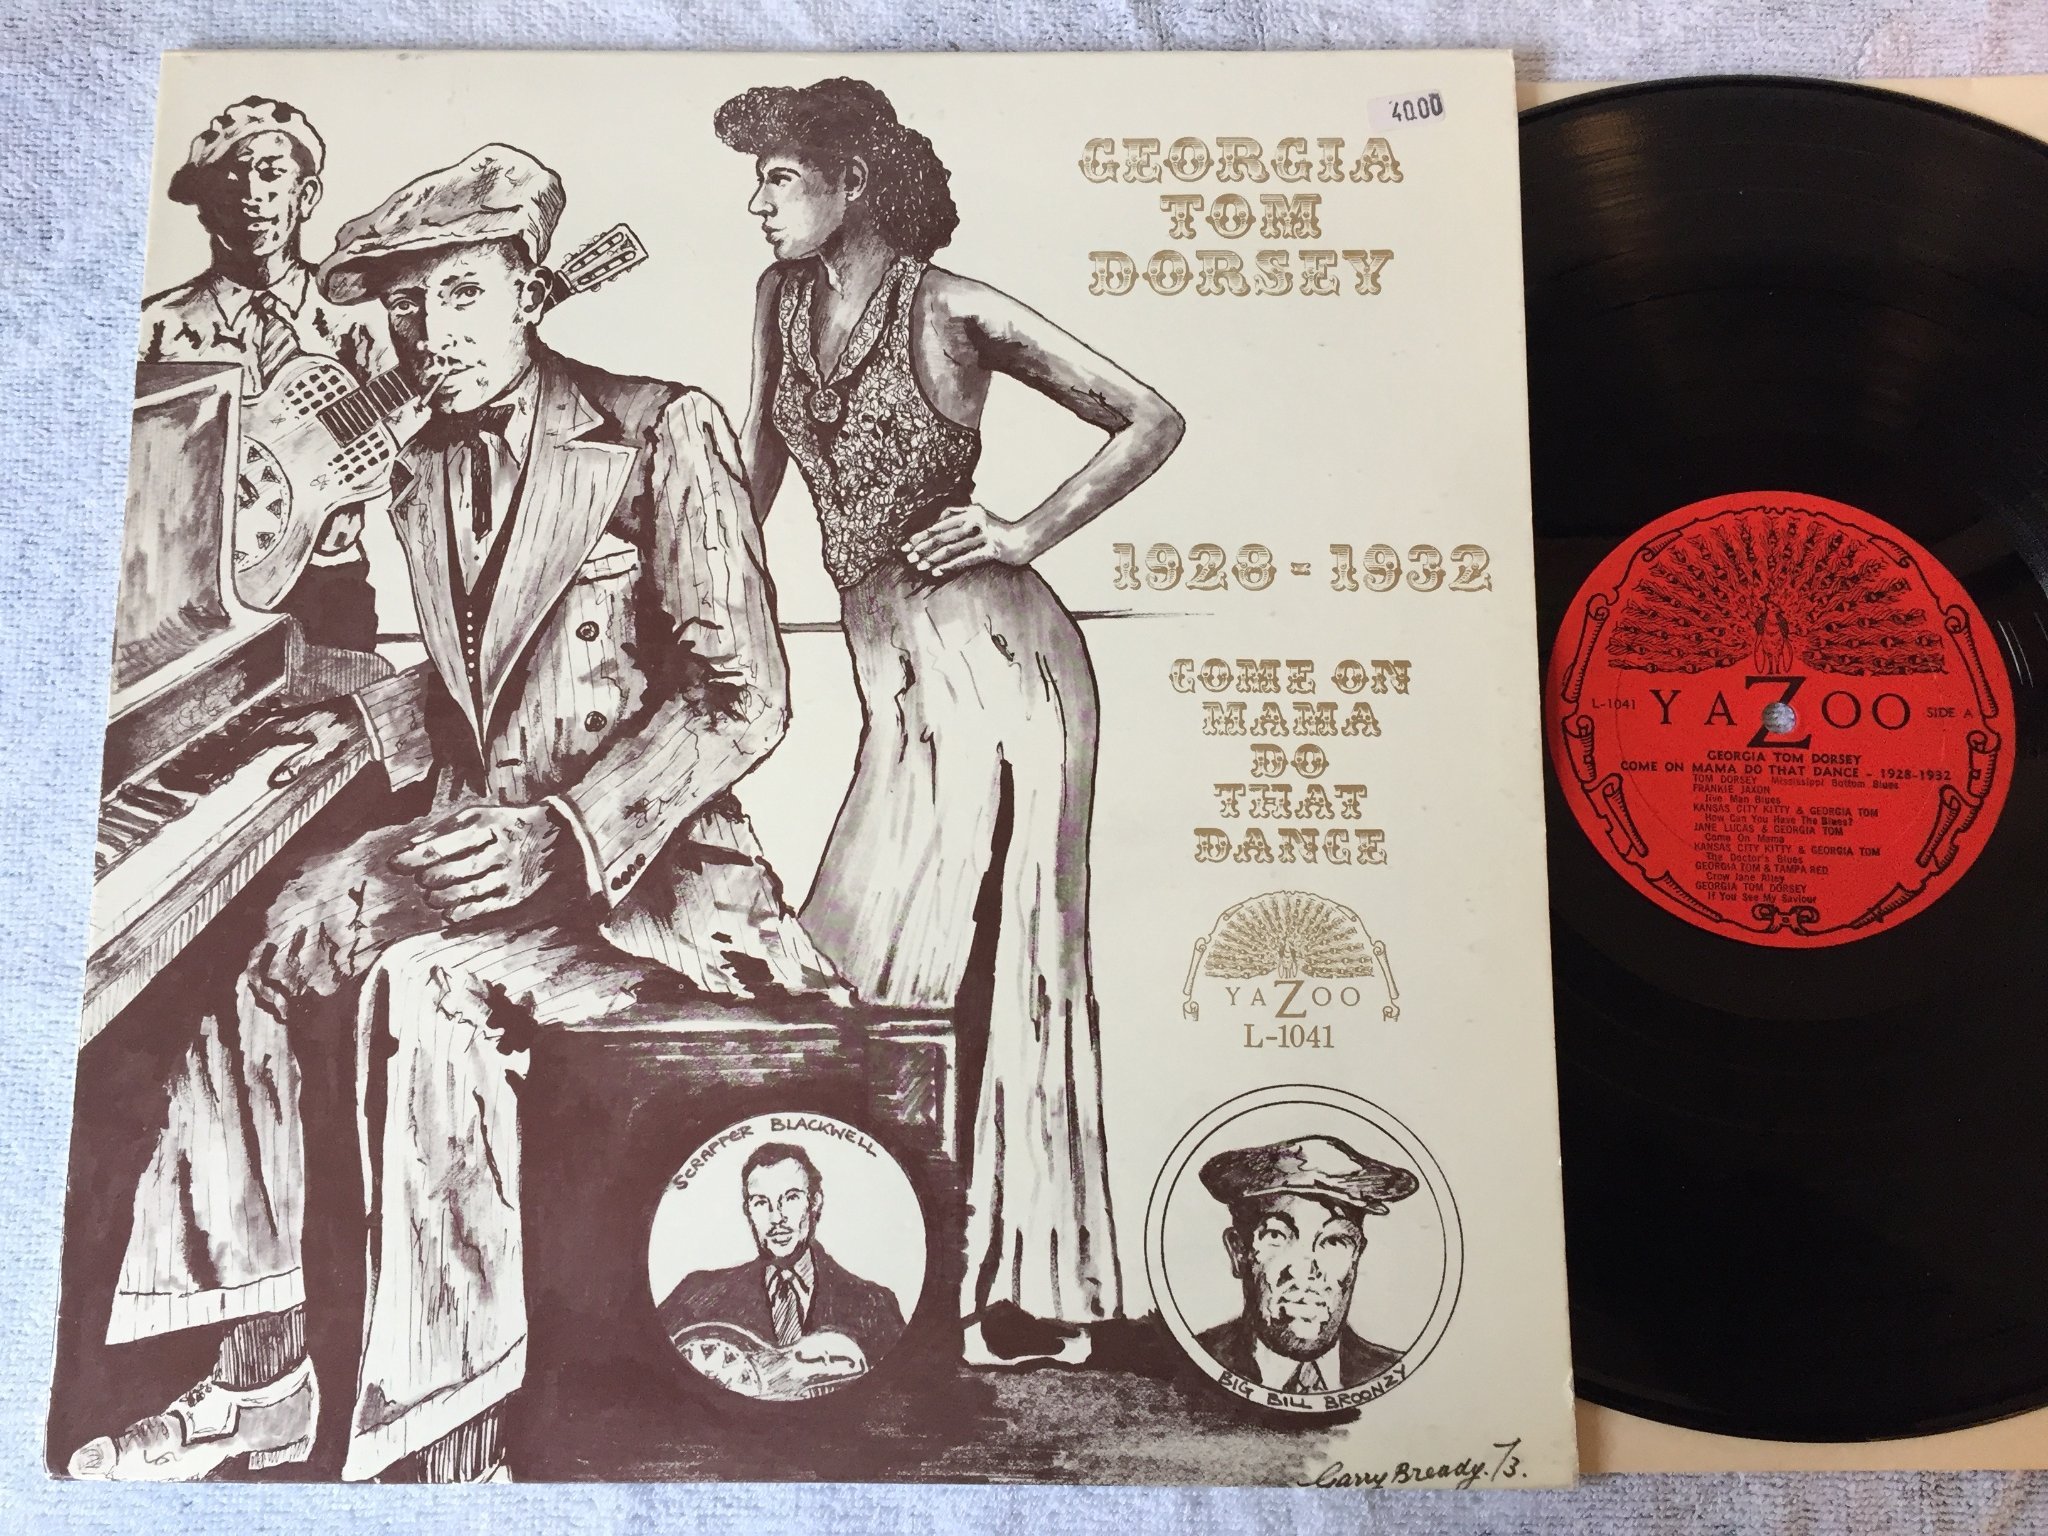 4000
GEORGIA
TOM
DORSEY
1928-1932
COME ON
MAMA
DO
THAT
DANCE
YAZOO
L-1041
SCRAPPER BLACKWELL
BIG BILL BROONZY
Garry Bready. 73.
L-1041 YAZOO SIDE A
GEORGIA TOM DORSEY
COME ON MAMA DO THAT DANCE - 1928-1932
TOM DORSEY Mississippi Bottom Blues
FRANKIE JAXON
Jive Man Blues
KANSAS CITY KITTY & GEORGIA TOM
How Can You Have The Blues?
JANE LUCAS & GEORGIA TOM
Come On Mama
KANSAS CITY KITTY & GEORGIA TOM
The Doctor's Blues
GEORGIA TOM & TAMPA RED
Crow Jane Alley
GEORGIA TOM DORSEY
If You See My Saviour